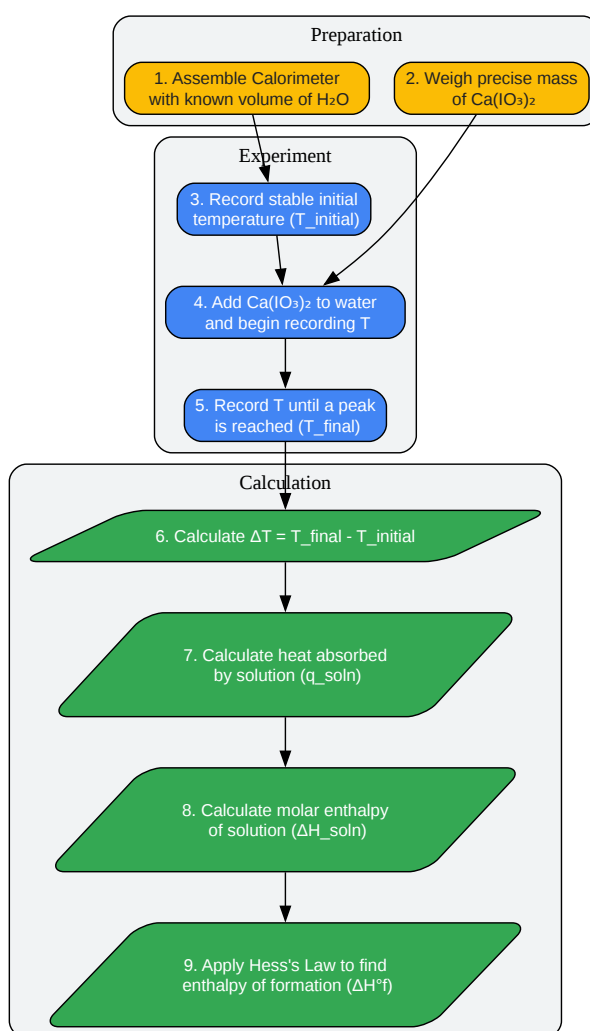 Preparation
1. Assemble Calorimeter
with known volume of H₂O
2. Weigh precise mass
of Ca(IO₃)₂
Experiment
3. Record stable initial
temperature (T_initial)
4. Add Ca(IO₃)₂ to water
and begin recording T
5. Record T until a peak
is reached (T_final)
Calculation
6. Calculate ΔT = T_final - T_initial
7. Calculate heat absorbed
by solution (q_soln)
8. Calculate molar enthalpy
of solution (ΔH_soln)
9. Apply Hess's Law to find
enthalpy of formation (ΔH°f)